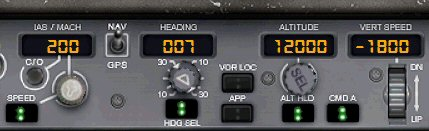 IAS / MACH
NAV
HEADING
ALTITUDE
VERT SPEED
200
007
12000
-1800
C/O
GPS
30
30
VOR LOC
SEL
DN
SPEED
10
10
APP
HDG SEL
ALT HLD
CMD A
UP